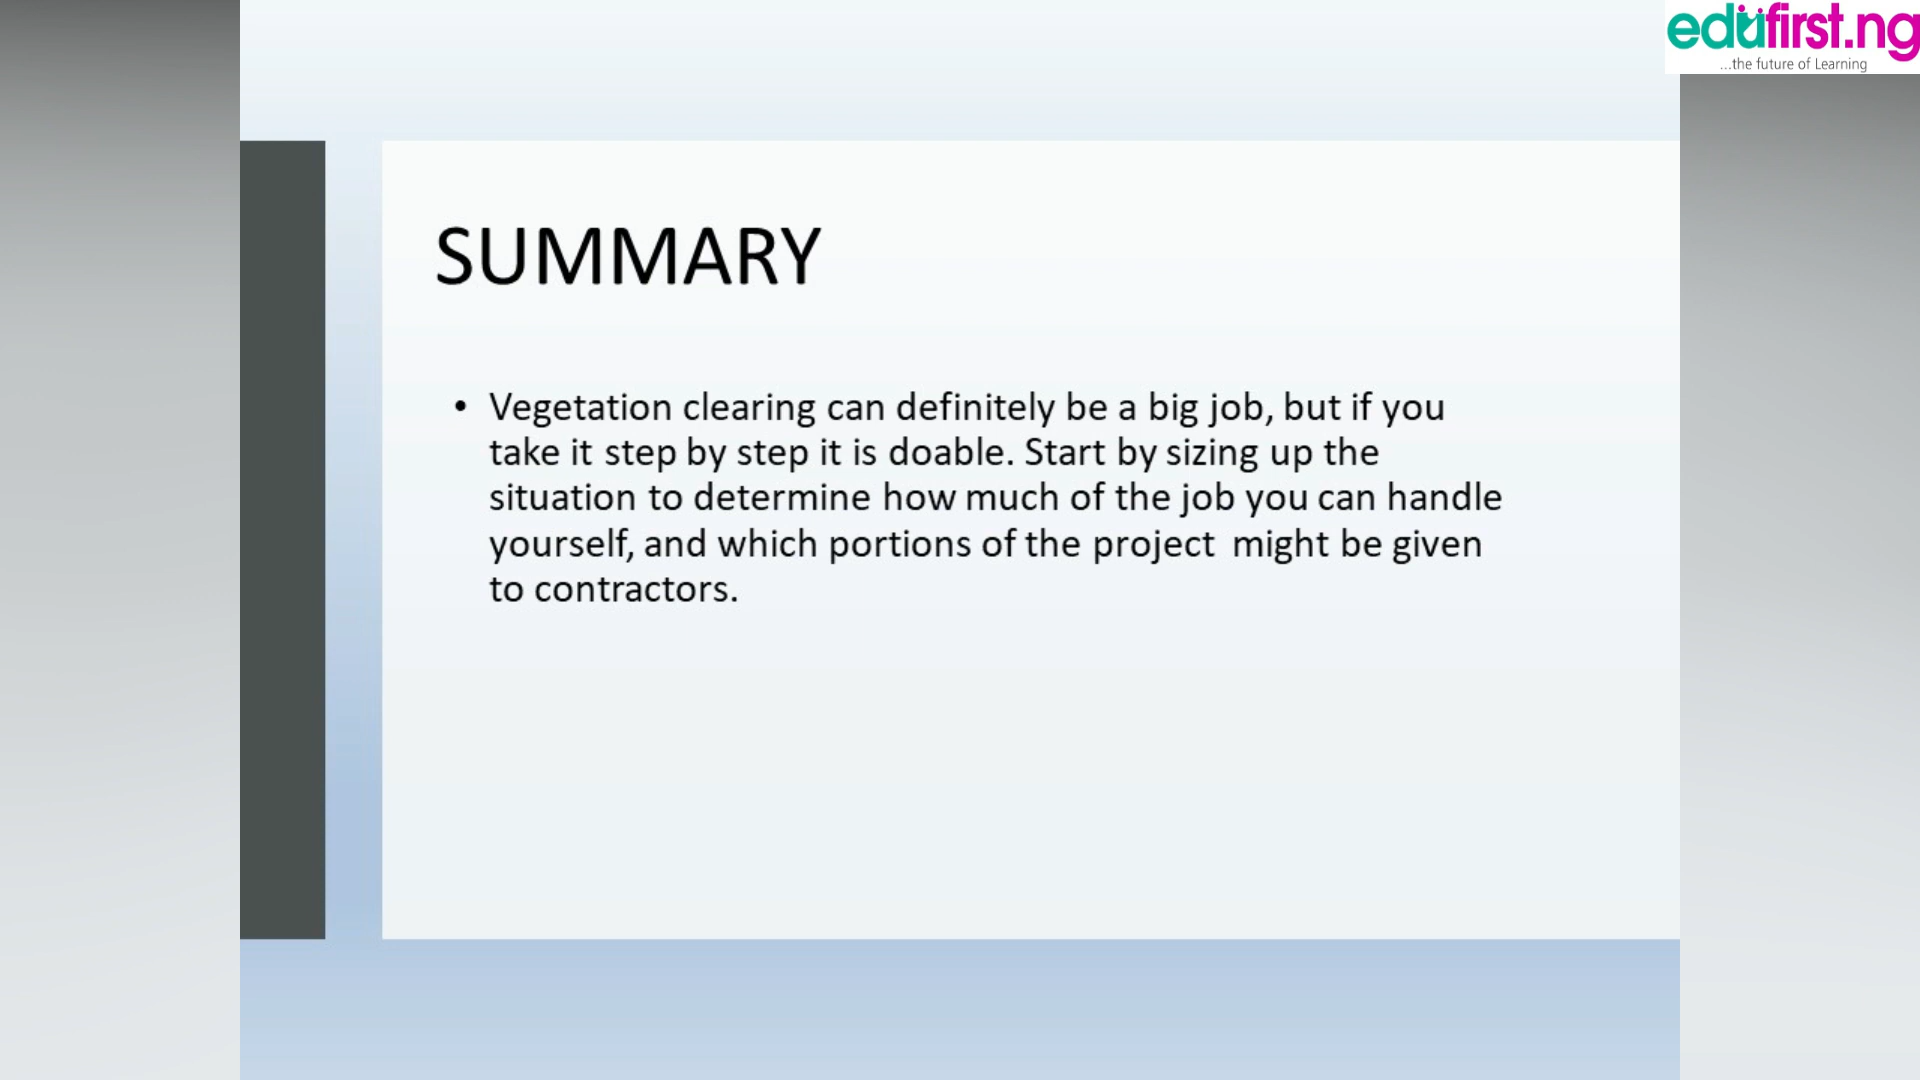 edufirst.ng
...the future of Learning
SUMMARY
• Vegetation clearing can definitely be a big job, but if you
take it step by step it is doable. Start by sizing up the
situation to determine how much of the job you can handle
yourself, and which portions of the project might be given
to contractors.